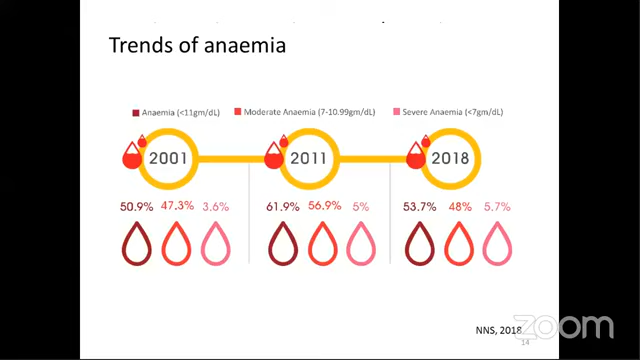 Trends of anaemia
Anaemia (<11gm/dL) Moderate Anaemia (7-10.99gm/dL) Severe Anaemia (<7gm/dL)
2001 2011 2018
50.9% 47.3% 3.6% 61.9% 56.9% 5% 53.7% 48% 5.7%
NNS, 2018
zoom
14